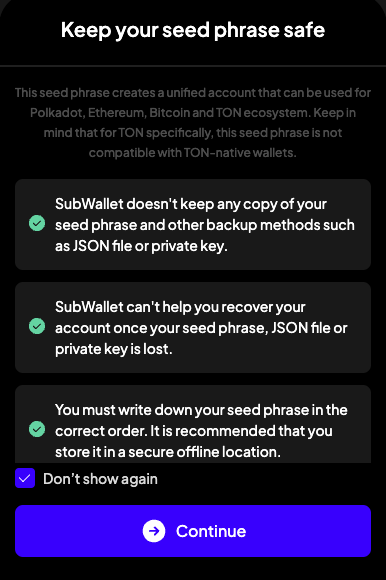 Keep your seed phrase safe
This seed phrase creates a unified account that can be used for
Polkadot, Ethereum, Bitcoin and TON ecosystem. Keep in
mind that for TON specifically, this seed phrase is not
compatible with TON-native wallets.
SubWallet doesn't keep any copy of your
seed phrase and other backup methods such
as JSON file or private key.
SubWallet can't help you recover your
account once your seed phrase, JSON file or
private key is lost.
You must write down your seed phrase in the
correct order. It is recommended that you
store it in a secure offline location.
Don't show again
Continue